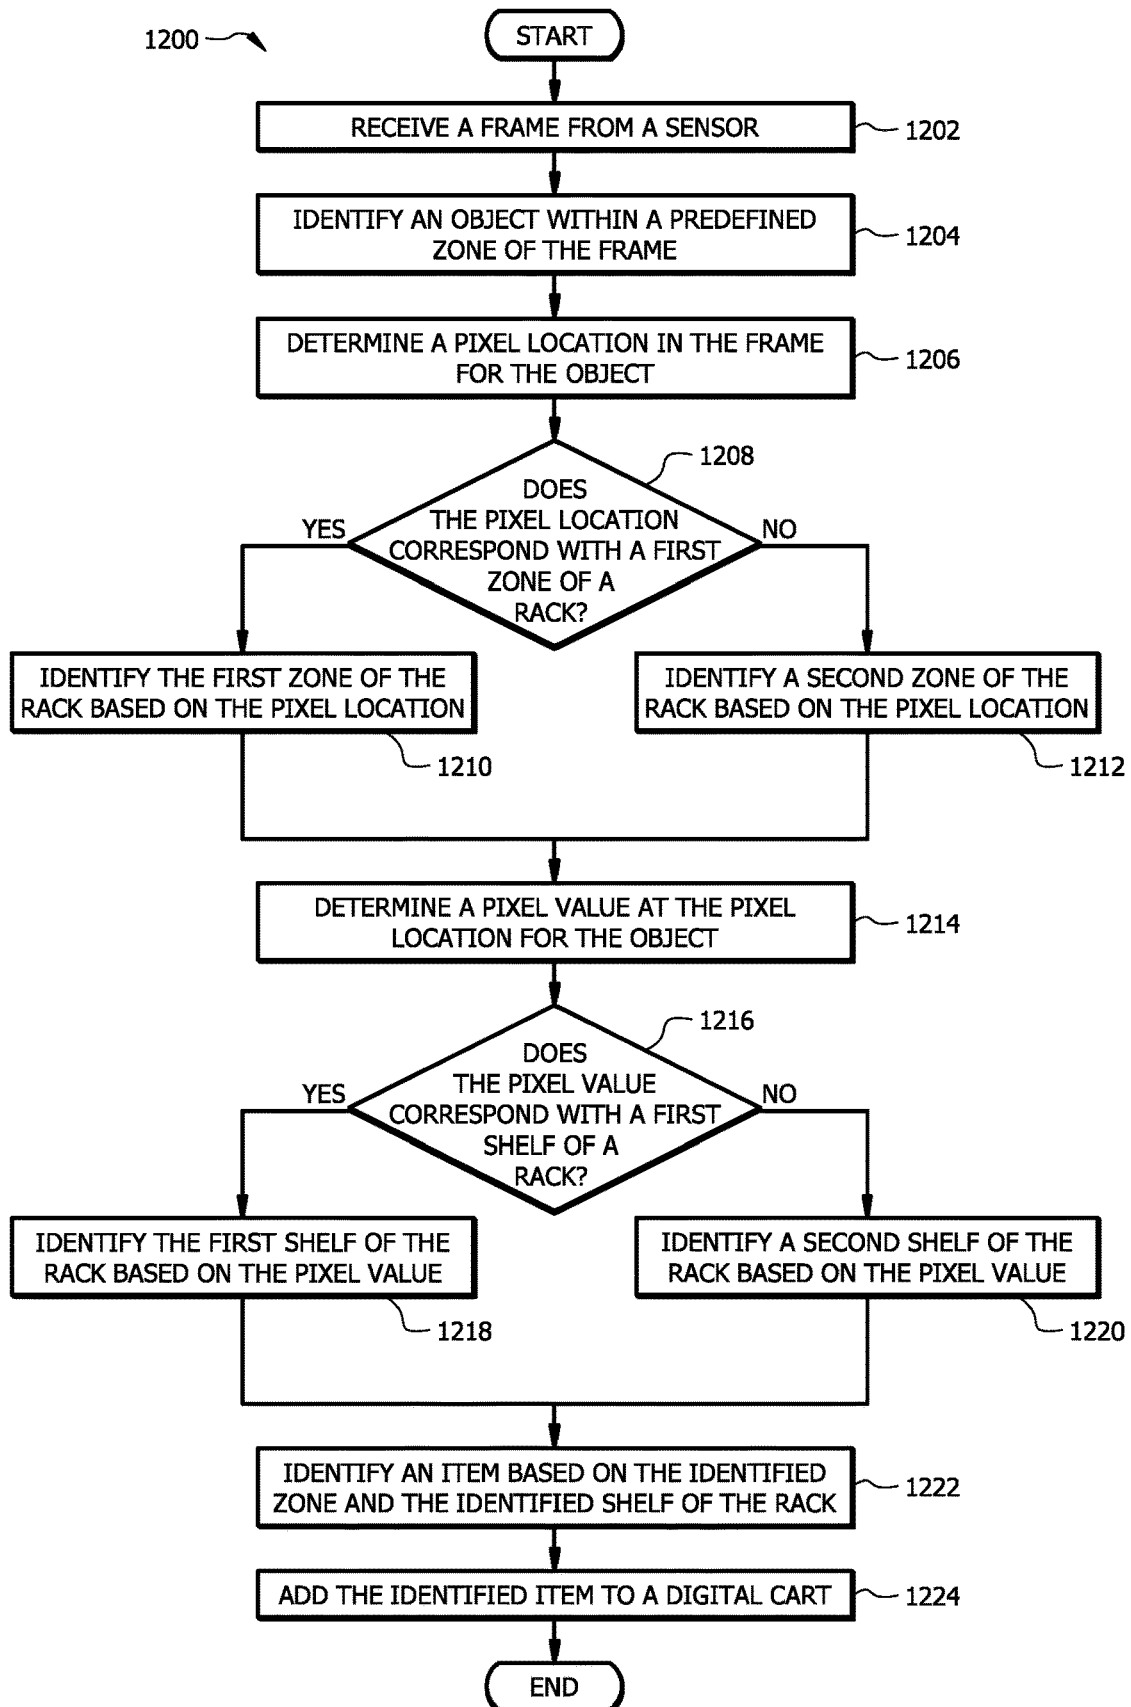 1200
START
RECEIVE A FRAME FROM A SENSOR
1202
IDENTIFY AN OBJECT WITHIN A PREDEFINED
ZONE OF THE FRAME
1204
DETERMINE A PIXEL LOCATION IN THE FRAME
FOR THE OBJECT
1206
1208
DOES
THE PIXEL LOCATION
CORRESPOND WITH A FIRST
ZONE OF A
RACK?
YES
NO
IDENTIFY THE FIRST ZONE OF THE
RACK BASED ON THE PIXEL LOCATION
1210
IDENTIFY A SECOND ZONE OF THE
RACK BASED ON THE PIXEL LOCATION
1212
DETERMINE A PIXEL VALUE AT THE PIXEL
LOCATION FOR THE OBJECT
1214
1216
DOES
THE PIXEL VALUE
CORRESPOND WITH A FIRST
SHELF OF A
RACK?
YES
NO
IDENTIFY THE FIRST SHELF OF THE
RACK BASED ON THE PIXEL VALUE
1218
IDENTIFY A SECOND SHELF OF THE
RACK BASED ON THE PIXEL VALUE
1220
IDENTIFY AN ITEM BASED ON THE IDENTIFIED
ZONE AND THE IDENTIFIED SHELF OF THE RACK
1222
ADD THE IDENTIFIED ITEM TO A DIGITAL CART
1224
END